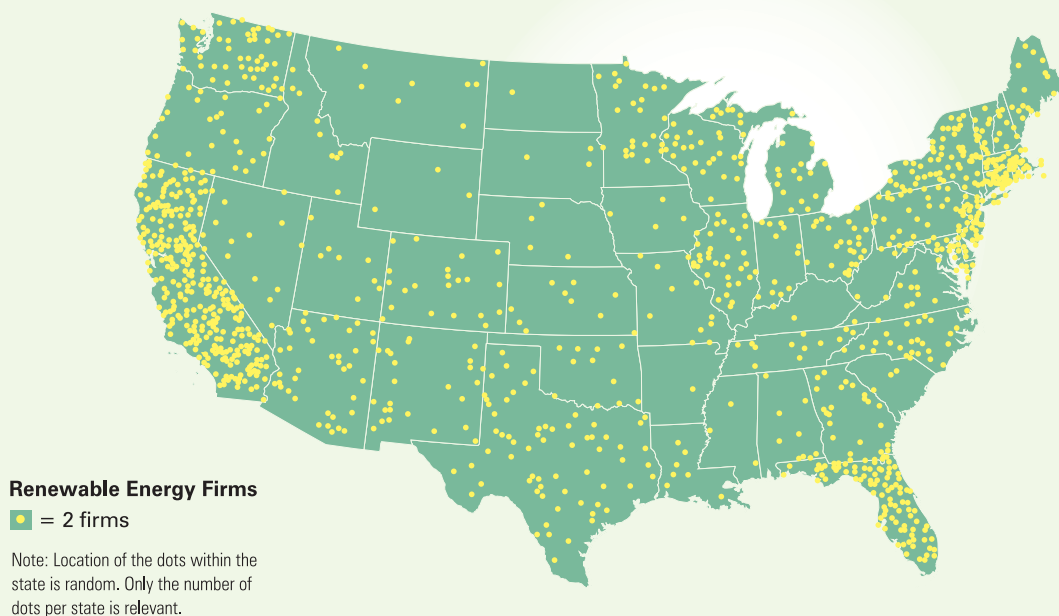 Renewable Energy Firms
= 2 firms
Note: Location of the dots within the
state is random. Only the number of
dots per state is relevant.